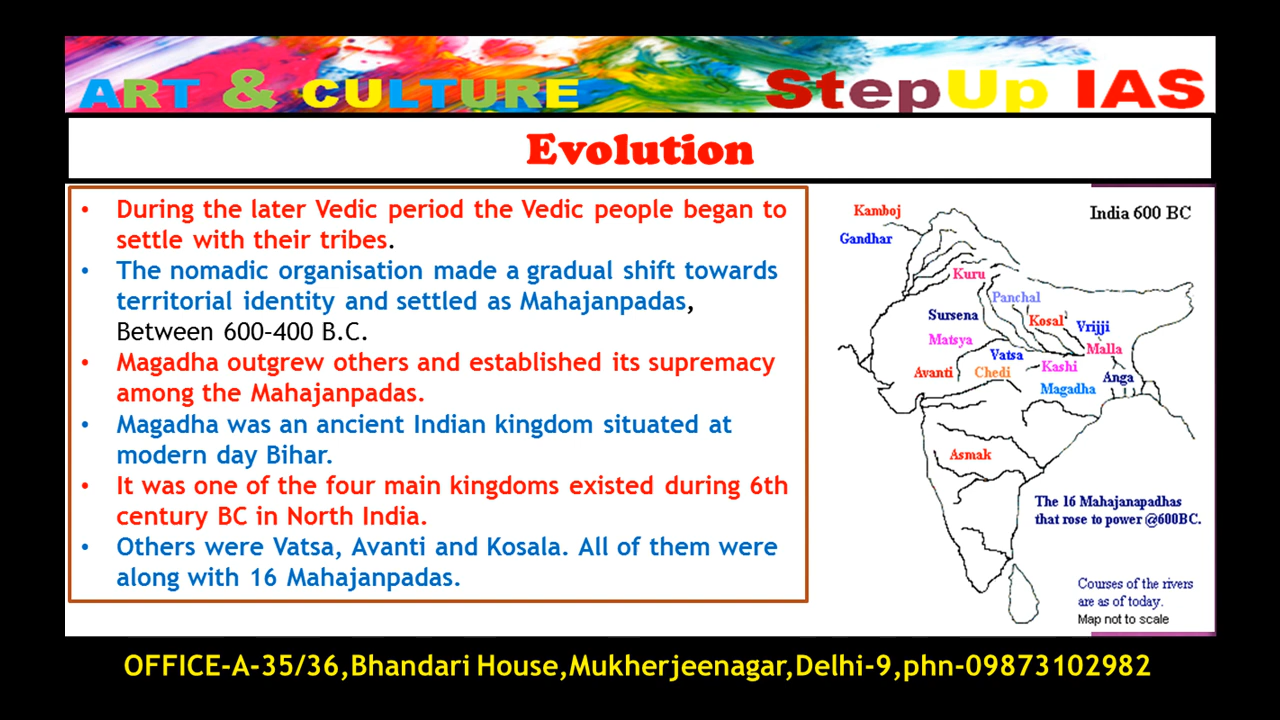 ART & CULTURE
StepUp IAS
Evolution
• During the later Vedic period the Vedic people began to
settle with their tribes.
• The nomadic organisation made a gradual shift towards
territorial identity and settled as Mahajanpadas,
Between 600-400 B.C.
• Magadha outgrew others and established its supremacy
among the Mahajanpadas.
• Magadha was an ancient Indian kingdom situated at
modern day Bihar.
• It was one of the four main kingdoms existed during 6th
century BC in North India.
• Others were Vatsa, Avanti and Kosala. All of them were
along with 16 Mahajanpadas.
India 600 BC
Kamboj
Gandhar
Kuru
Panchal
Sursena
Kosal
Vrijji
Matsya
Malla
Vatsa
Kashi
Avanti
Chedi
Anga
Magadha
Asmak
The 16 Mahajanapadhas
that rose to power @600BC.
Courses of the rivers
are as of today.
Map not to scale
OFFICE-A-35/36,Bhandari House,Mukherjeenagar,Delhi-9,phn-09873102982